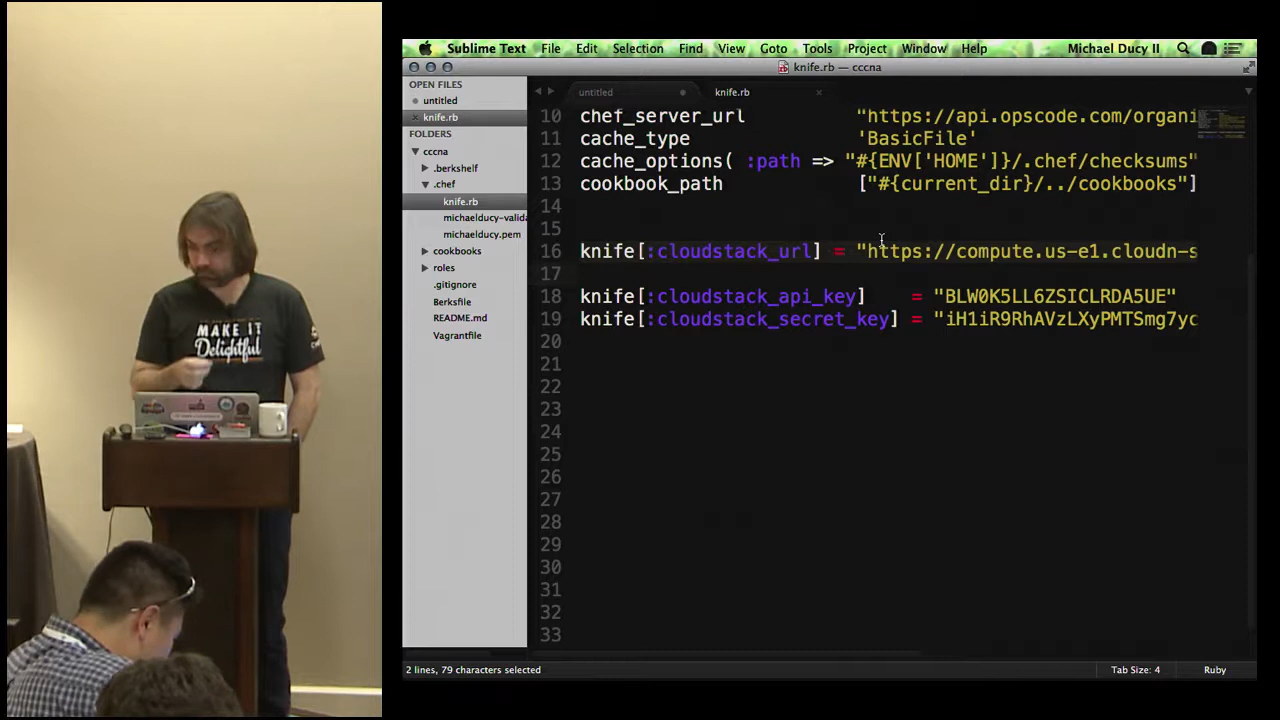 Sublime Text File Edit Selection Find View Goto Tools Project Window Help Michael Ducy II
knife.rb — cccna
OPEN FILES
untitled
knife.rb
FOLDERS
cccna
.berkshelf
.chef
knife.rb
michaelducy-valida
michaelducy.pem
cookbooks
roles
.gitignore
Berksfile
README.md
Vagrantfile
untitled knife.rb
10 chef_server_url "https://api.opscode.com/organi
11 cache_type 'BasicFile'
12 cache_options( :path => "#{ENV['HOME']}/.chef/checksums"
13 cookbook_path ["#{current_dir}/../cookbooks"]
14
15
16 knife[:cloudstack_url] = "https://compute.us-e1.cloudn-s
17
18 knife[:cloudstack_api_key] = "BLW0K5LL6ZSICLRDA5UE"
19 knife[:cloudstack_secret_key] = "iH1iR9RhAVzLXyPMTSmg7yc
20
21
22
23
24
25
26
27
28
29
30
31
32
33
2 lines, 79 characters selected Tab Size: 4 Ruby
MAKE IT
Delightful